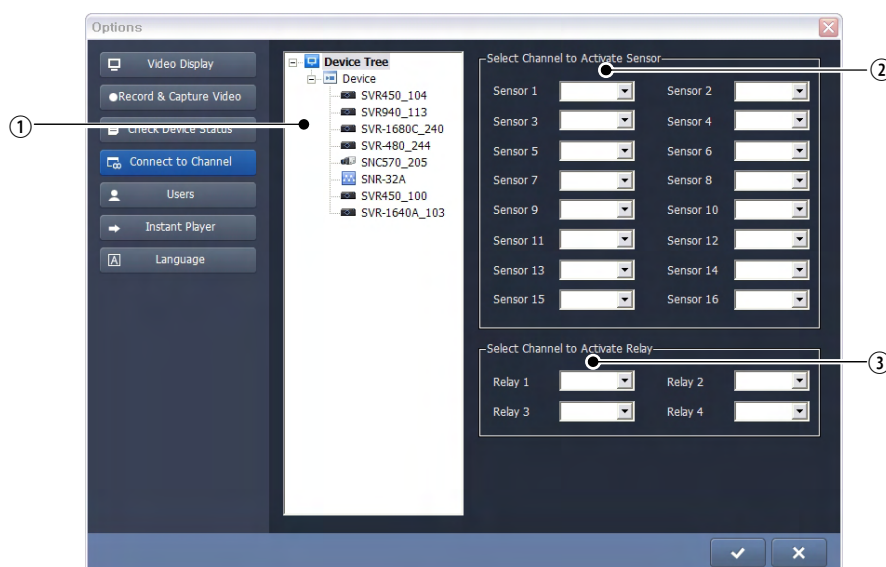 Options
Video Display
Record & Capture Video
Check Device Status
Connect to Channel
Users
Instant Player
A Language
Device Tree
Device
SVR450_104
SVR940_113
SVR-1680C_240
SVR-480_244
SNC570_205
SNR-32A
SVR450_100
SVR-1640A_103
Select Channel to Activate Sensor
Sensor 1 Sensor 2
Sensor 3 Sensor 4
Sensor 5 Sensor 6
Sensor 7 Sensor 8
Sensor 9 Sensor 10
Sensor 11 Sensor 12
Sensor 13 Sensor 14
Sensor 15 Sensor 16
Select Channel to Activate Relay
Relay 1 Relay 2
Relay 3 Relay 4
①
②
③